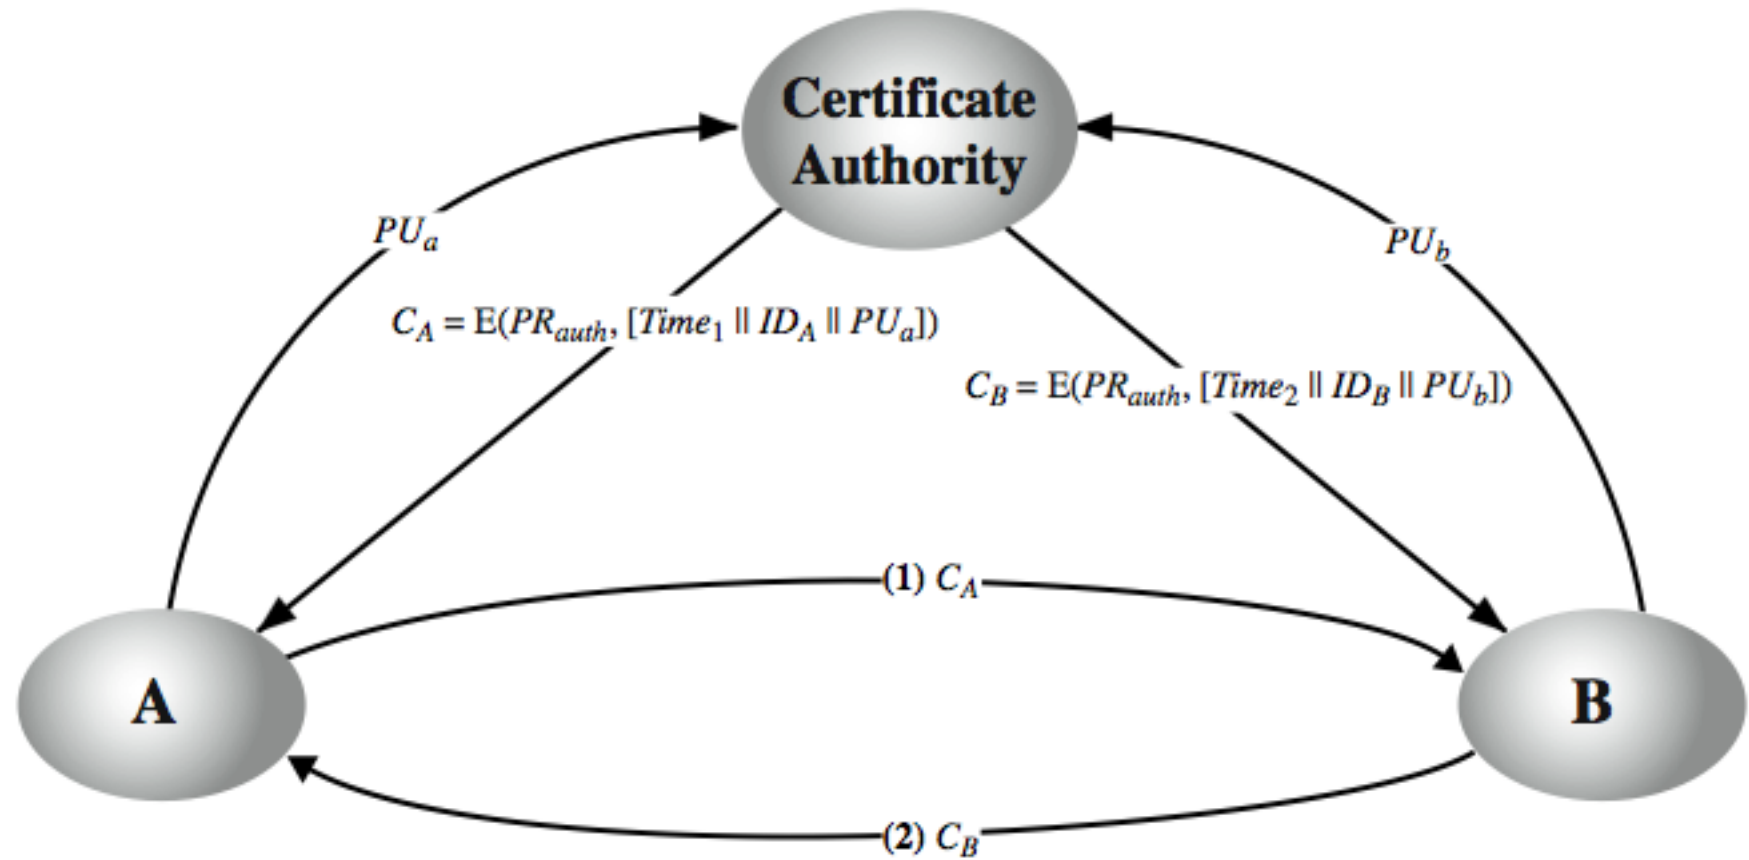 Certificate
Authority
PUa
PUb
CA = E(PRauth, [Time1 || IDA || PUa])
CB = E(PRauth, [Time2 || IDB || PUb])
(1) CA
A
B
(2) CB